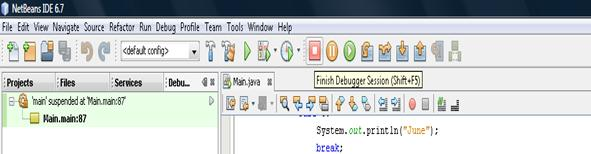 NetBeans IDE 6.7
File Edit View Navigate Source Refactor Run Debug Profile Team Tools Window Help
<default config>
Projects Files Services Debu...
Main.java
Finish Debugger Session (Shift+F5)
'main' suspended at 'Main.main:87'
Main.main:87
System.out.println("June");
break;